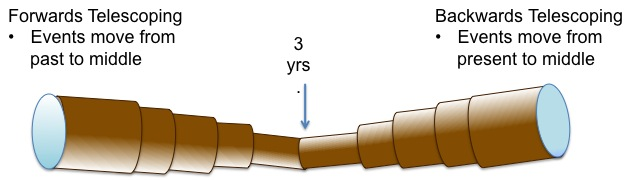 Forwards Telescoping
• Events move from
past to middle
3
yrs
.
Backwards Telescoping
• Events move from
present to middle